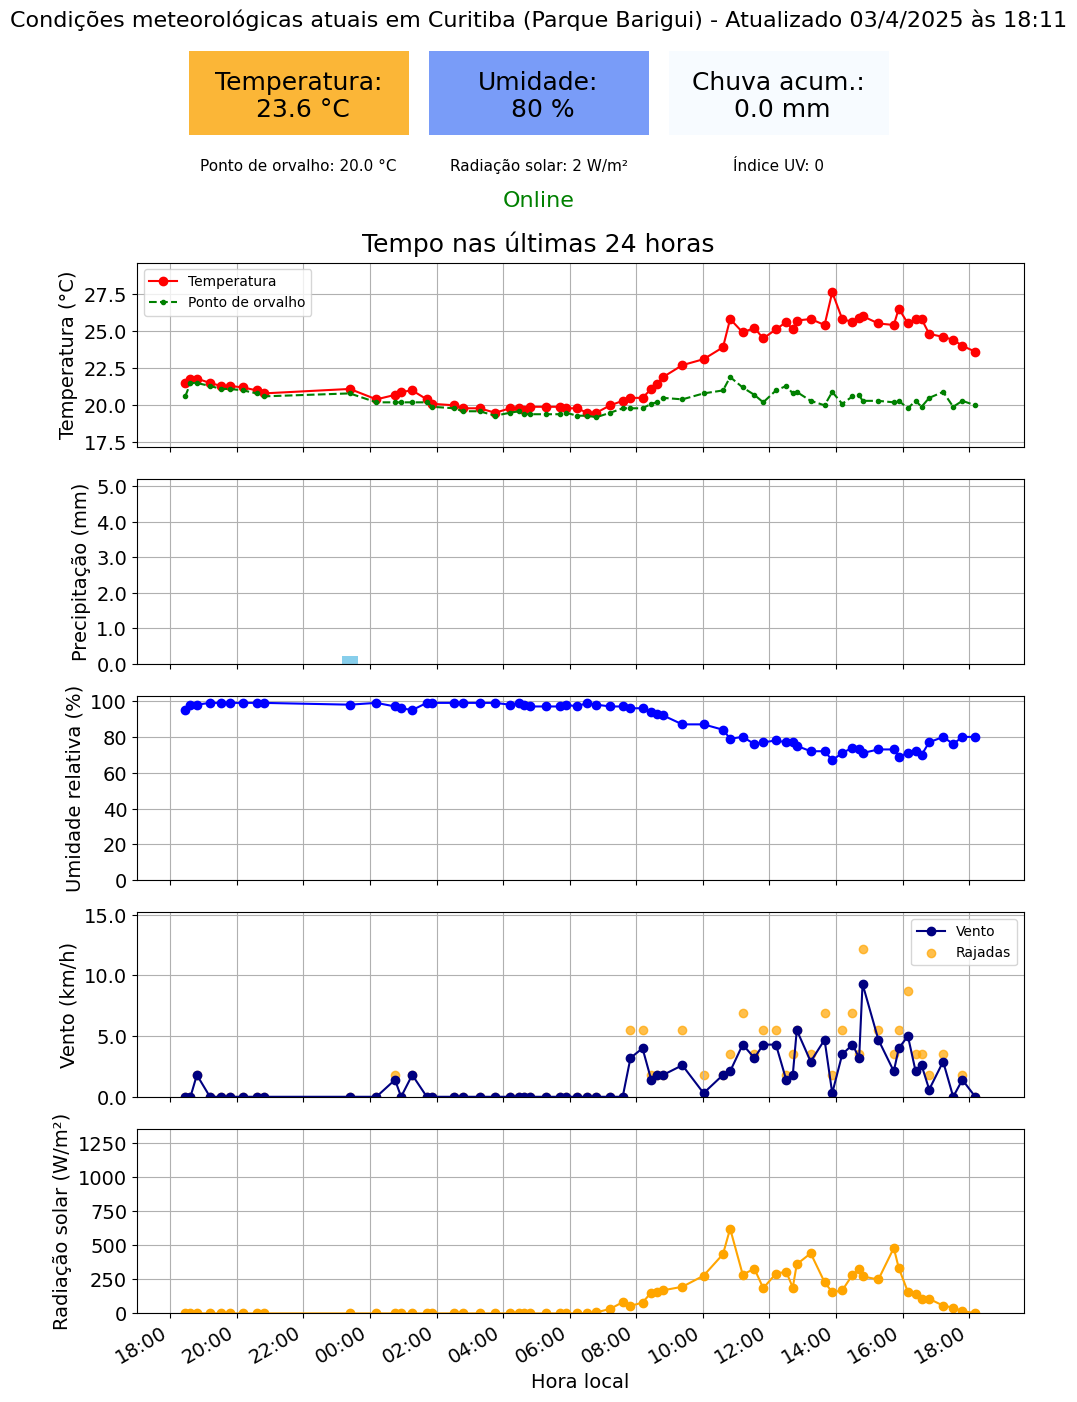 Condições meteorológicas atuais em Curitiba (Parque Barigui) - Atualizado 03/4/2025 às 18:11
Temperatura:
23.6 °C
Umidade:
80 %
Chuva acum.:
0.0 mm
Ponto de orvalho: 20.0 °C
Radiação solar: 2 W/m²
Índice UV: 0
Online
Tempo nas últimas 24 horas
Temperatura (°C)
27.5
25.0
22.5
20.0
17.5
Temperatura
Ponto de orvalho
Precipitação (mm)
5.0
4.0
3.0
2.0
1.0
0.0
Umidade relativa (%)
100
80
60
40
20
0
Vento (km/h)
15.0
10.0
5.0
0.0
Vento
Rajadas
Radiação solar (W/m²)
1250
1000
750
500
250
0
18:00
20:00
22:00
00:00
02:00
04:00
06:00
08:00
10:00
12:00
14:00
16:00
18:00
Hora local